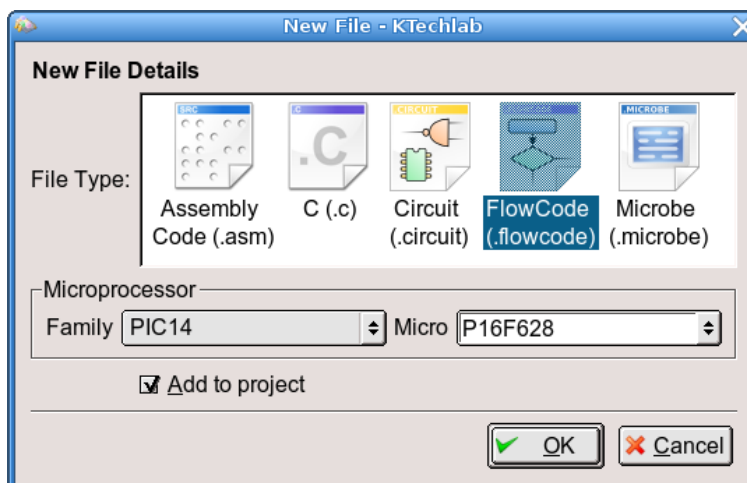 New File - KTechlab
New File Details
SRC
.C
.CIRCUIT
.FLOWCODE
.MICROBE
.C
File Type:
Assembly Code (.asm)
C (.c)
Circuit (.circuit)
FlowCode (.flowcode)
Microbe (.microbe)
Microprocessor
Family PIC14 Micro P16F628
Add to project
OK Cancel